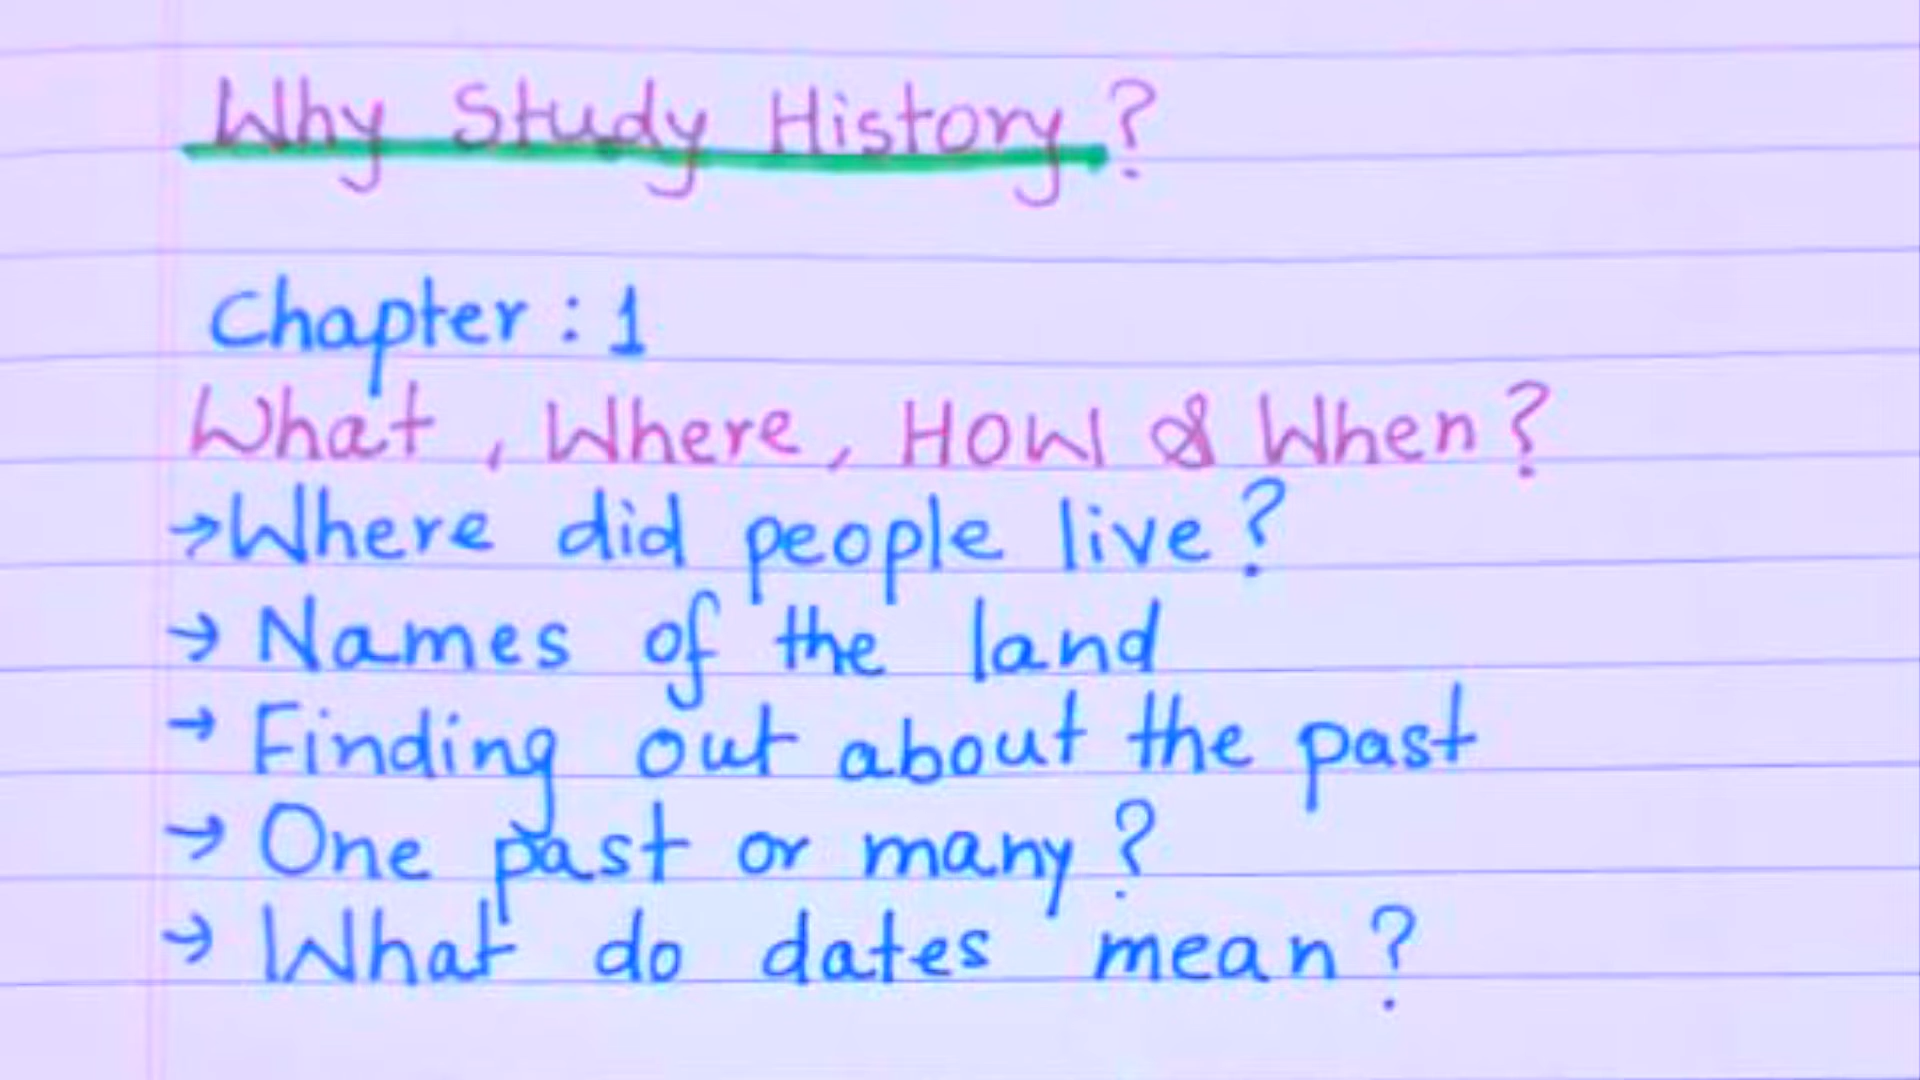 Why Study History?
Chapter : 1
What, Where, How & When?
→Where did people live?
→ Names of the land
→ Finding out about the past
→ One past or many?
→ What do dates mean?